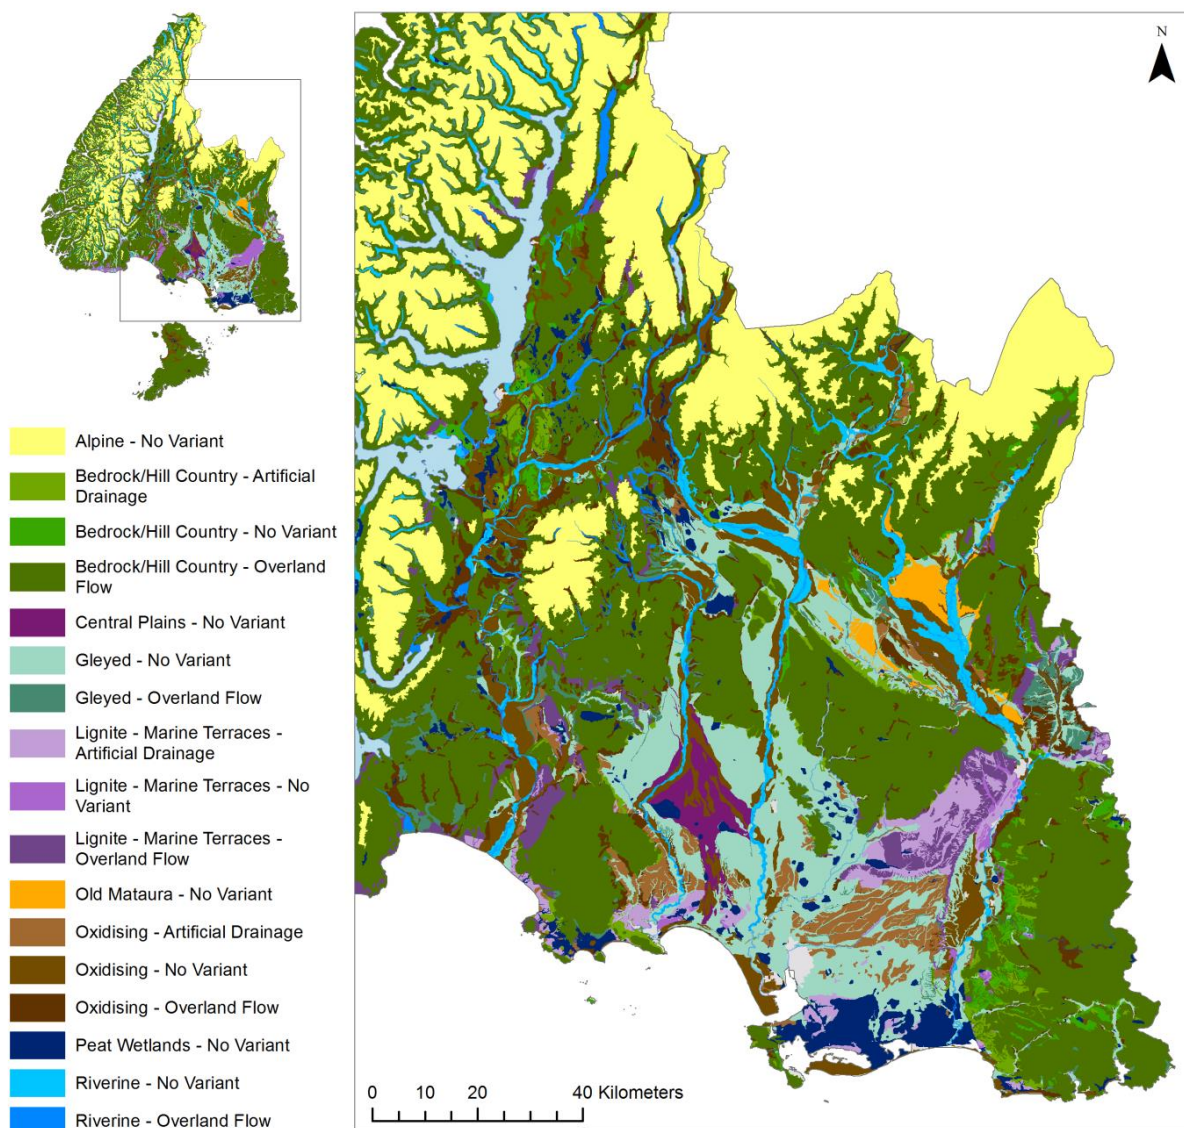 N
Alpine - No Variant
Bedrock/Hill Country - Artificial
Drainage
Bedrock/Hill Country - No Variant
Bedrock/Hill Country - Overland
Flow
Central Plains - No Variant
Gleyed - No Variant
Gleyed - Overland Flow
Lignite - Marine Terraces -
Artificial Drainage
Lignite - Marine Terraces - No
Variant
Lignite - Marine Terraces -
Overland Flow
Old Mataura - No Variant
Oxidising - Artificial Drainage
Oxidising - No Variant
Oxidising - Overland Flow
Peat Wetlands - No Variant
Riverine - No Variant
Riverine - Overland Flow
0 10 20 40 Kilometers